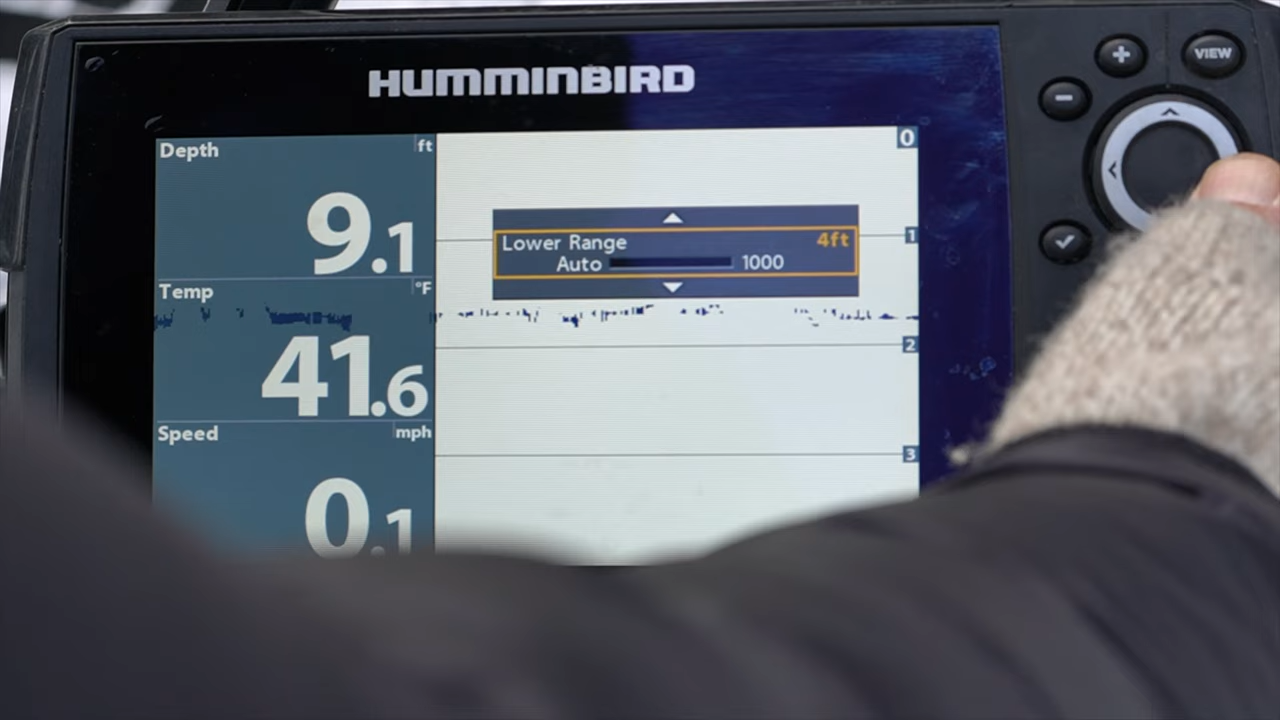 HUMMINBIRD
+
VIEW
-
Depth ft
9.1
Temp °F
41.6
Speed mph
0.1
0
1
2
3
Lower Range 4ft
Auto 1000